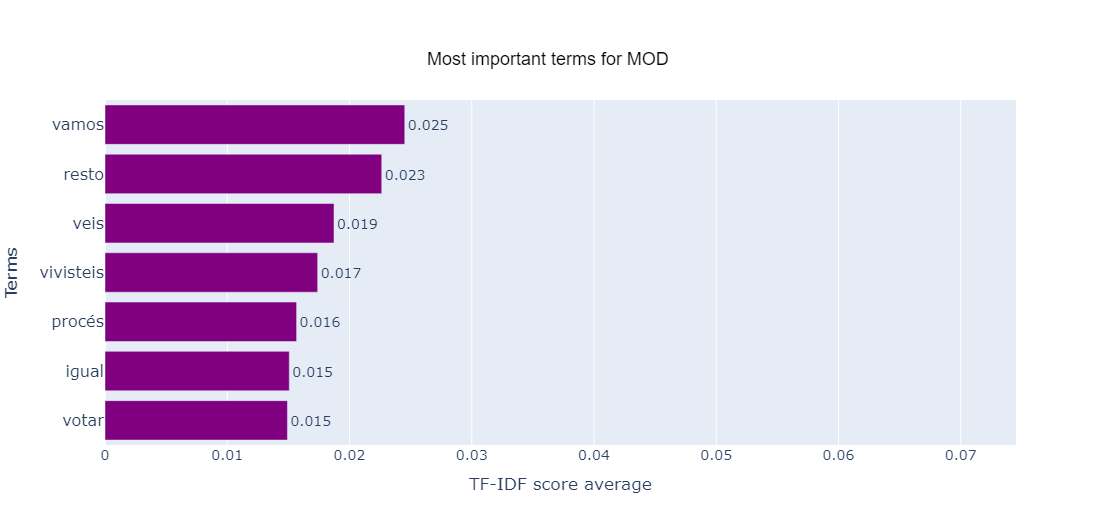 Most important terms for MOD
Terms
vamos 0.025
resto 0.023
veis 0.019
vivisteis 0.017
procés 0.016
igual 0.015
votar 0.015
0 0.01 0.02 0.03 0.04 0.05 0.06 0.07
TF-IDF score average